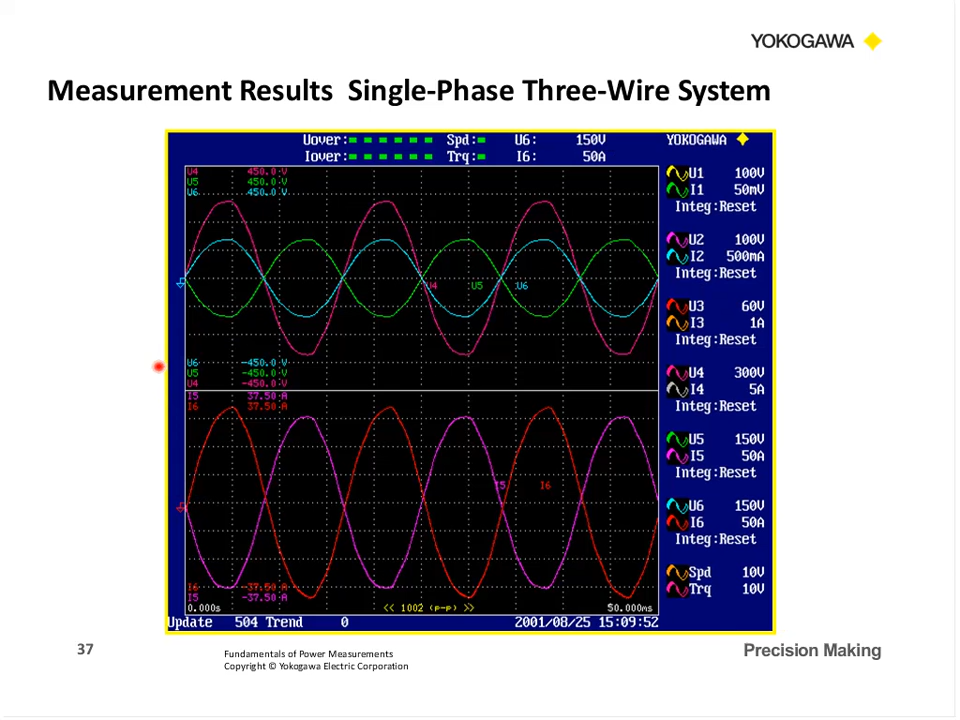 YOKOGAWA
Measurement Results Single-Phase Three-Wire System
Uover: Spd: U6: 150V YOKOGAWA
Iover: Trq: I6: 50A
U4 450.0 V
U5 450.0 V
U6 450.0 V
U4 U5 U6
U6 -450.0 V
U5 -450.0 V
U4 -450.0 V
I5 37.50 A
I6 37.50 A
I5 I6
I6 -37.50 A
I5 -37.50 A
0.000s << 1002 (p-p) >> 50.000ms
Update 504 Trend 0 2001/08/25 15:09:52
U1 100V
I1 50mV
Integ:Reset
U2 100V
I2 500mA
Integ:Reset
U3 60V
I3 1A
Integ:Reset
U4 300V
I4 5A
Integ:Reset
U5 150V
I5 50A
Integ:Reset
U6 150V
I6 50A
Integ:Reset
Spd 10V
Trq 10V
37
Fundamentals of Power Measurements
Copyright © Yokogawa Electric Corporation
Precision Making